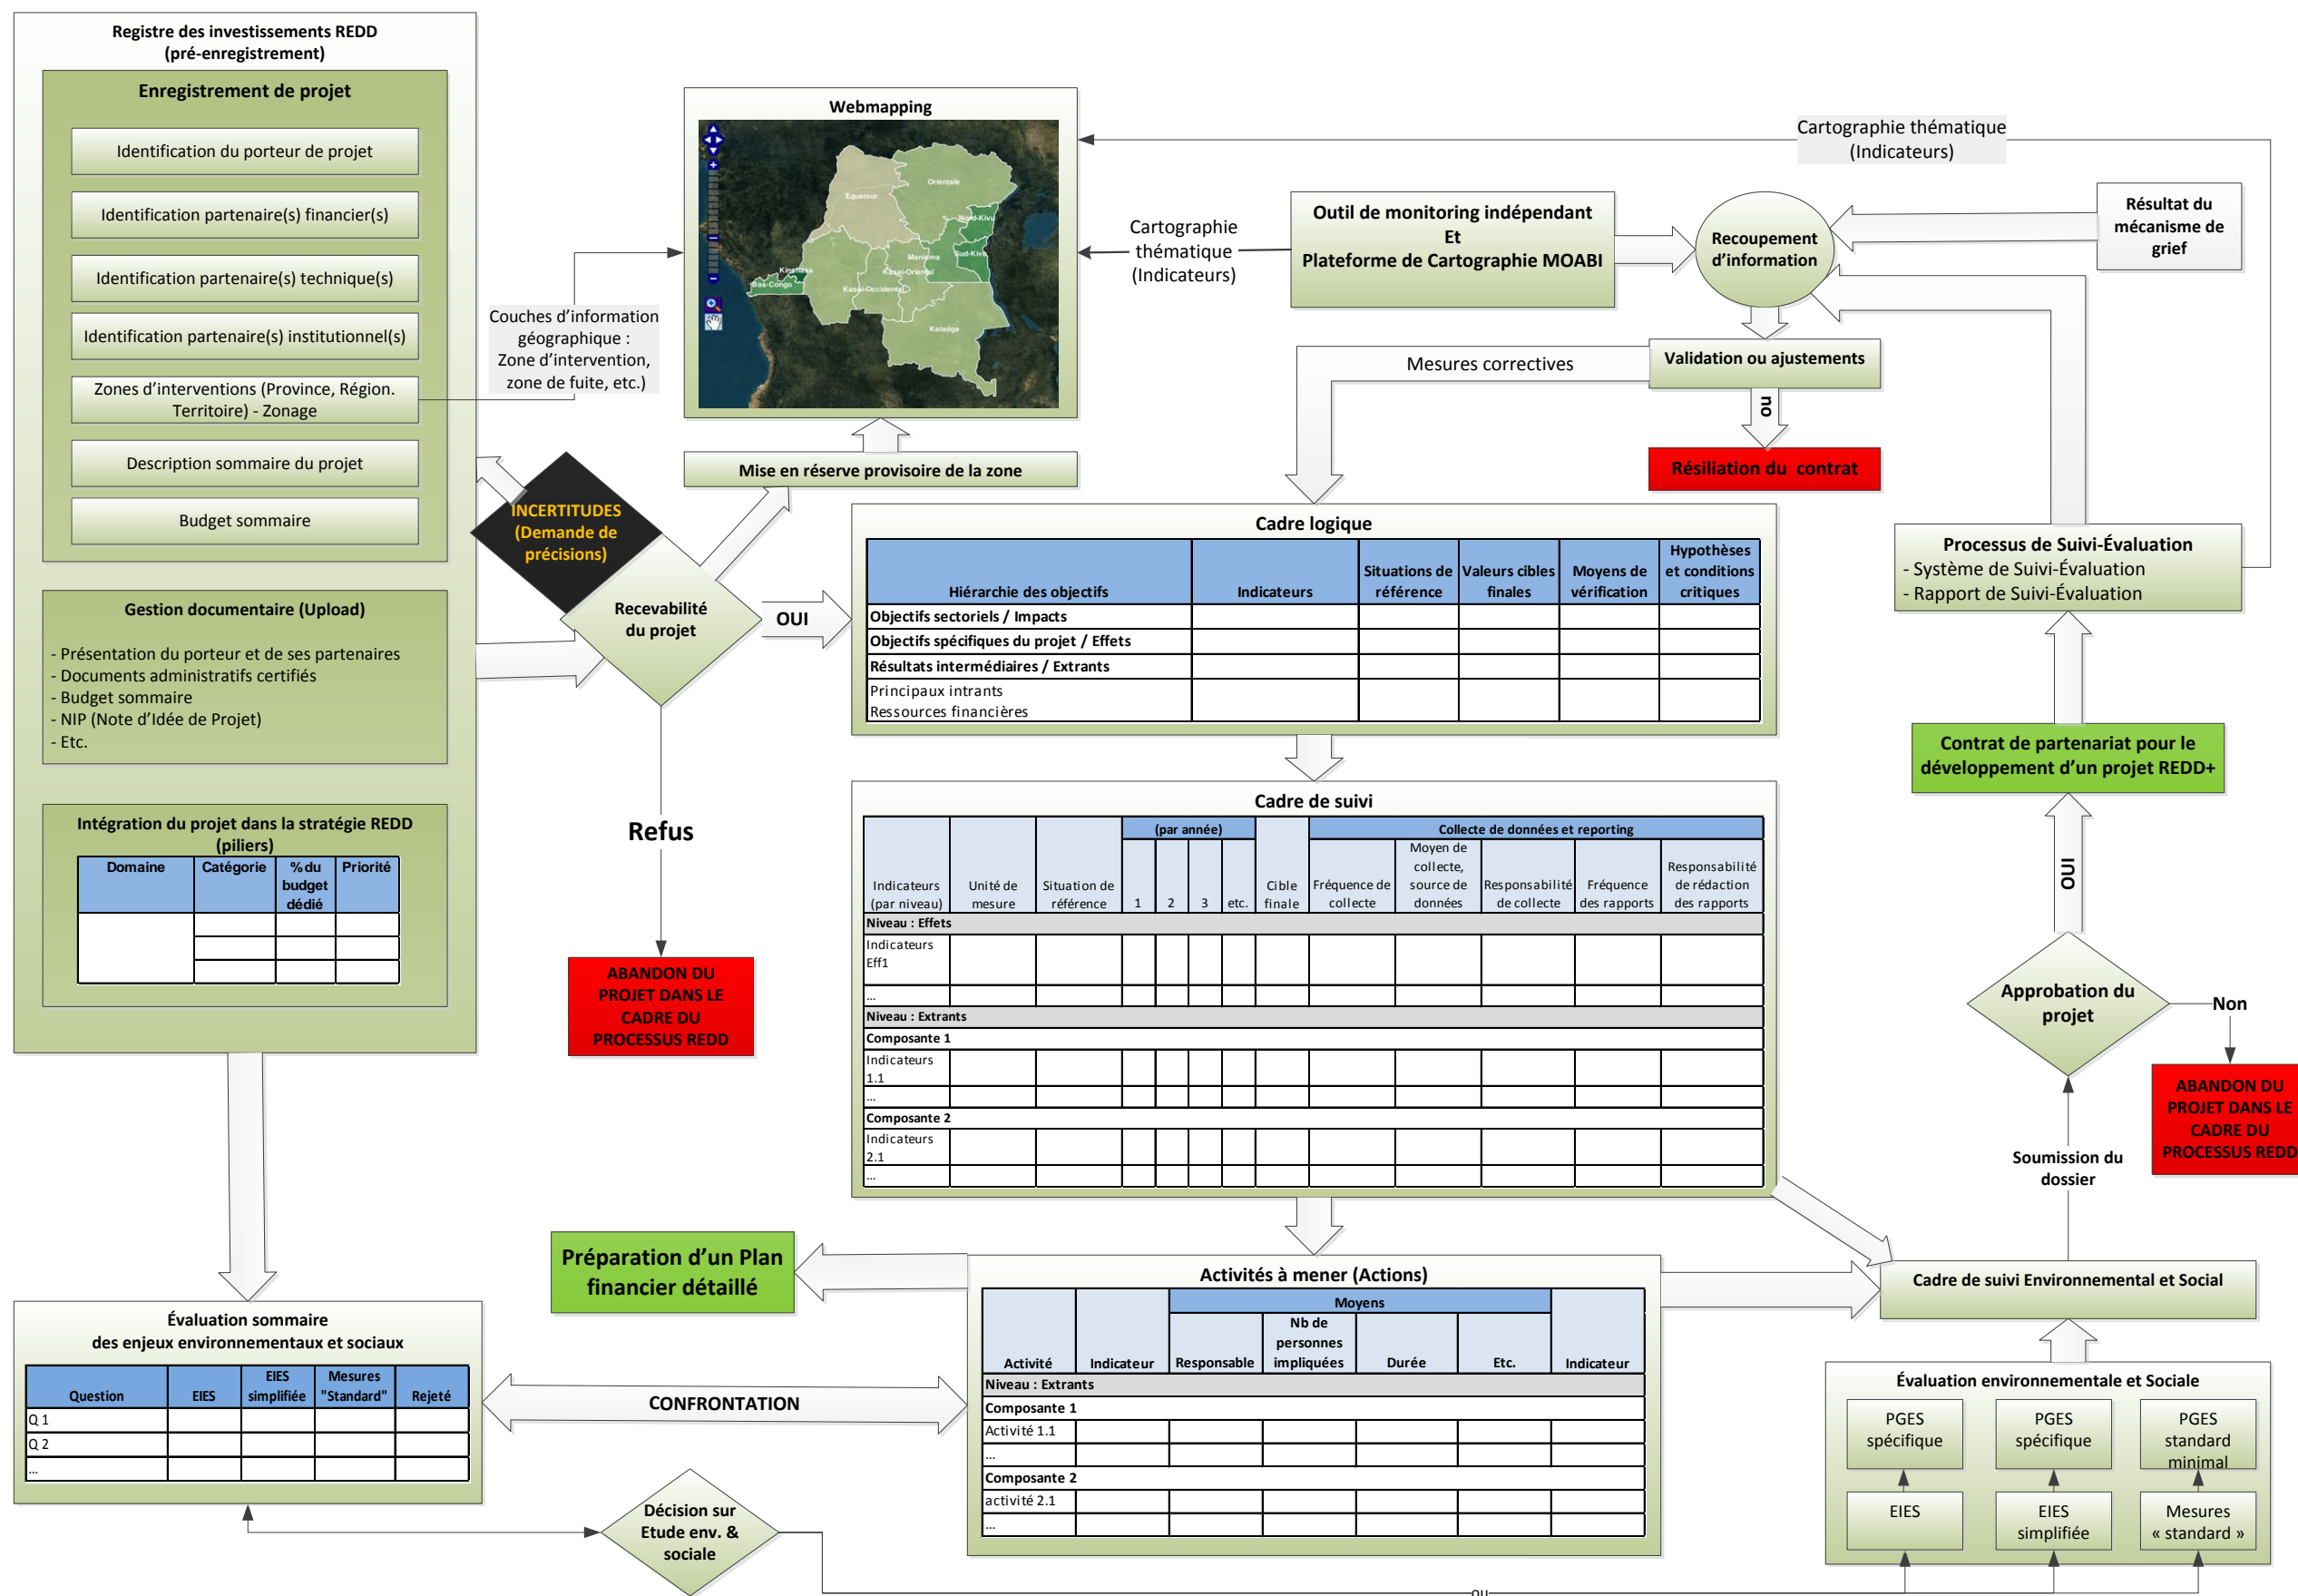 Registre des investissements REDD
(pré-enregistrement)
Enregistrement de projet
Identification du porteur de projet
Identification partenaire(s) financier(s)
Identification partenaire(s) technique(s)
Identification partenaire(s) institutionnel(s)
Zones d'interventions (Province, Région.
Territoire) - Zonage
Description sommaire du projet
Budget sommaire
Gestion documentaire (Upload)
- Présentation du porteur et de ses partenaires
- Documents administratifs certifiés
- Budget sommaire
- NIP (Note d'Idée de Projet)
- Etc.
Intégration du projet dans la stratégie REDD
(piliers)
Domaine Catégorie % du budget dédié Priorité
Couches d'information
géographique :
Zone d'intervention,
zone de fuite, etc.)
Webmapping
Equateur
Orientale
Nord-Kivu
Sud-Kivu
Maniema
Kasai-Oriental
Kasai-Occidental
Kinshasa
Bas-Congo
Katanga
Cartographie
thématique
(Indicateurs)
Cartographie thématique
(Indicateurs)
Outil de monitoring indépendant
Et
Plateforme de Cartographie MOABI
Recoupement
d'information
Résultat du
mécanisme de
grief
Validation ou ajustements
Mesures correctives
no
Résiliation du contrat
Mise en réserve provisoire de la zone
INCERTITUDES
(Demande de
précisions)
Recevabilité
du projet
OUI
Refus
ABANDON DU
PROJET DANS LE
CADRE DU
PROCESSUS REDD
Cadre logique
Hiérarchie des objectifs Indicateurs Situations de référence Valeurs cibles finales Moyens de vérification Hypothèses et conditions critiques
Objectifs sectoriels / Impacts
Objectifs spécifiques du projet / Effets
Résultats intermédiaires / Extrants
Principaux intrants
Ressources financières
Cadre de suivi
(par année) Collecte de données et reporting
Indicateurs (par niveau) Unité de mesure Situation de référence 1 2 3 etc. Cible finale Fréquence de collecte Moyen de collecte, source de données Responsabilité de collecte Fréquence des rapports Responsabilité de rédaction des rapports
Niveau : Effets
Indicateurs
Eff1
...
Niveau : Extrants
Composante 1
Indicateurs
1.1
...
Composante 2
Indicateurs
2.1
...
Processus de Suivi-Évaluation
- Système de Suivi-Évaluation
- Rapport de Suivi-Évaluation
Contrat de partenariat pour le
développement d'un projet REDD+
OUI
Approbation du
projet
Non
ABANDON DU
PROJET DANS LE
CADRE DU
PROCESSUS REDD
Soumission du
dossier
Cadre de suivi Environnemental et Social
Préparation d'un Plan
financier détaillé
Activités à mener (Actions)
Moyens
Activité Indicateur Responsable Nb de personnes impliquées Durée Etc. Indicateur
Niveau : Extrants
Composante 1
Activité 1.1
...
Composante 2
activité 2.1
...
Évaluation sommaire
des enjeux environnementaux et sociaux
Question EIES EIES simplifiée Mesures "Standard" Rejeté
Q 1
Q 2
...
CONFRONTATION
Décision sur
Etude env. &
sociale
Évaluation environnementale et Sociale
PGES
spécifique
PGES
spécifique
PGES
standard
minimal
EIES
EIES
simplifiée
Mesures
« standard »
ou